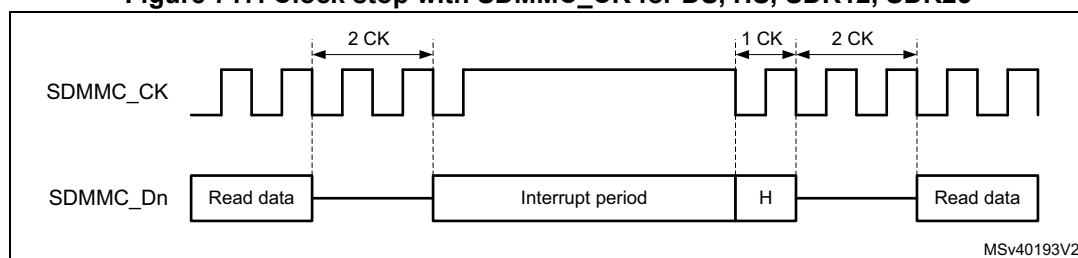 Figure 717. Clock stop with SDMMC_CK for DS, HS, SDR12, SDR25
2 CK
1 CK
2 CK
SDMMC_CK
SDMMC_Dn
Read data
Interrupt period
H
Read data
MSv40193V2